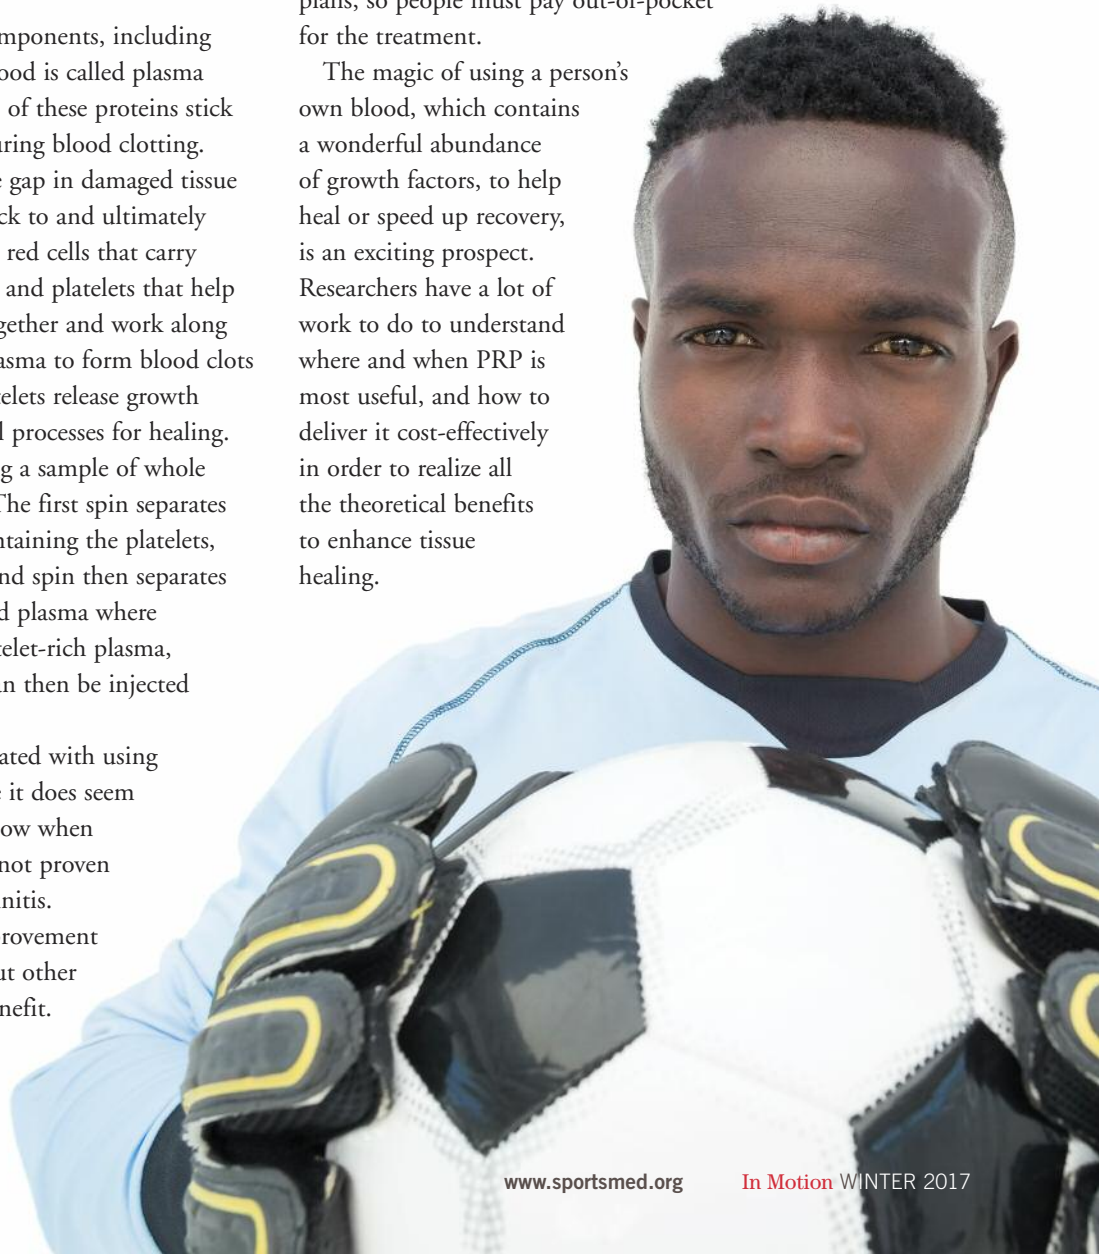 mponents, including
ood is called plasma
of these proteins stick
uring blood clotting.
e gap in damaged tissue
ck to and ultimately
red cells that carry
and platelets that help
gether and work along
asma to form blood clots
telets release growth
l processes for healing.
g a sample of whole
The first spin separates
ntaining the platelets,
nd spin then separates
d plasma where
telet-rich plasma,
an then be injected
ated with using
e it does seem
ow when
not proven
nitis.
rovement
ut other
nefit.
plans, so people must pay out-of-pocket
for the treatment.
The magic of using a person’s
own blood, which contains
a wonderful abundance
of growth factors, to help
heal or speed up recovery,
is an exciting prospect.
Researchers have a lot of
work to do to understand
where and when PRP is
most useful, and how to
deliver it cost-effectively
in order to realize all
the theoretical benefits
to enhance tissue
healing.
www.sportsmed.org In Motion WINTER 2017